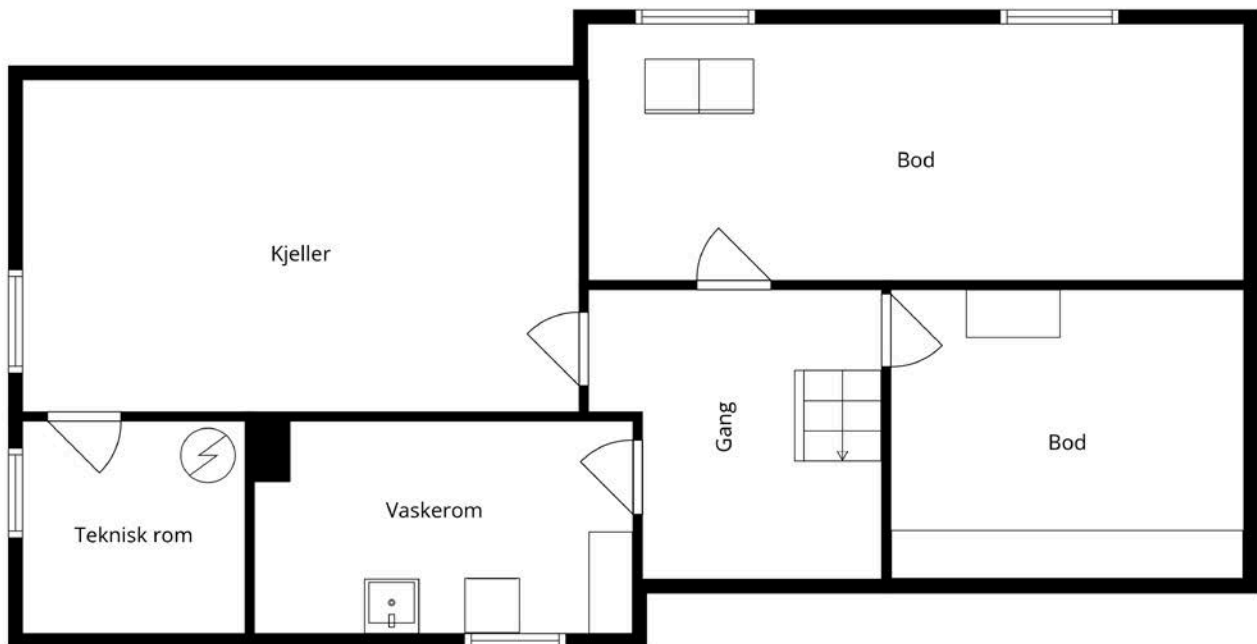 Bod
Kjeller
Gang
Bod
Vaskerom
Teknisk rom